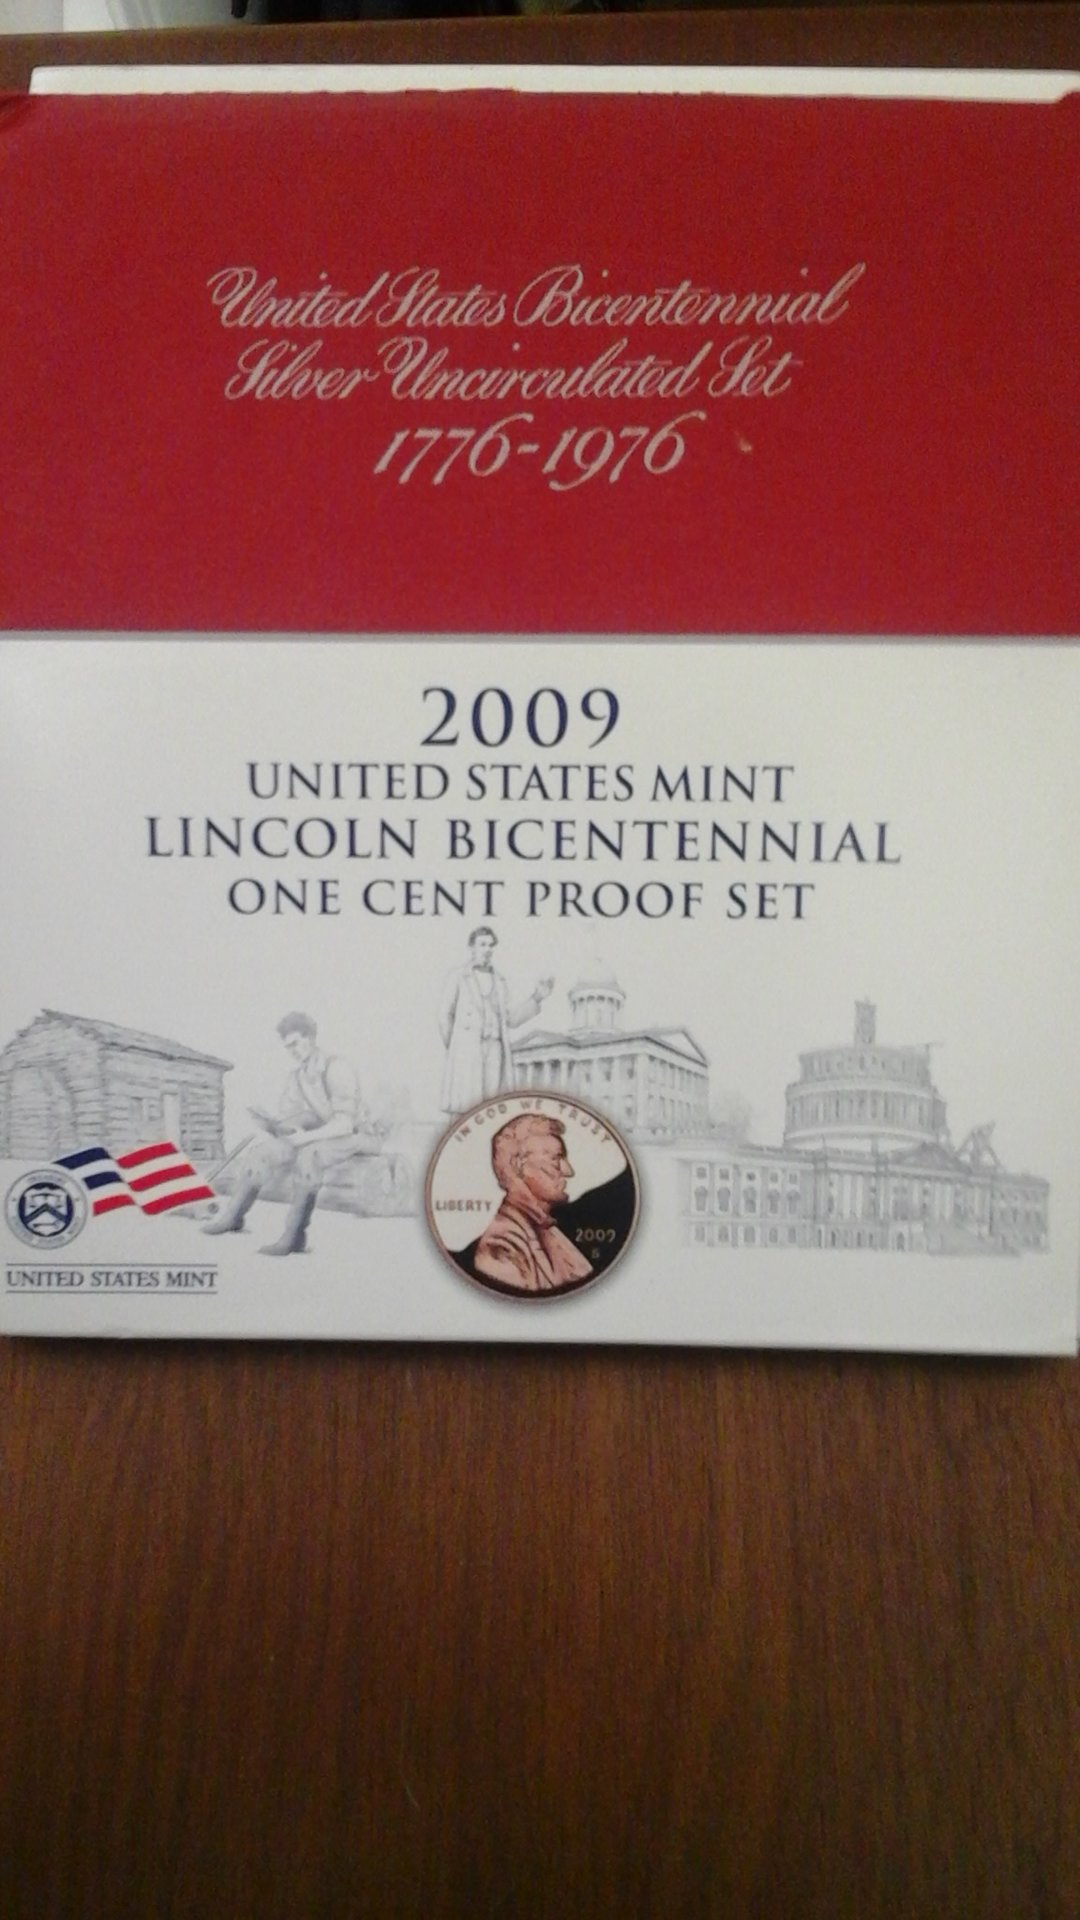 United States Bicentennial
Silver Uncirculated Set
1776-1976
2009
UNITED STATES MINT
LINCOLN BICENTENNIAL
ONE CENT PROOF SET
IN GOD WE TRUST
LIBERTY
2009
S
UNITED STATES MINT